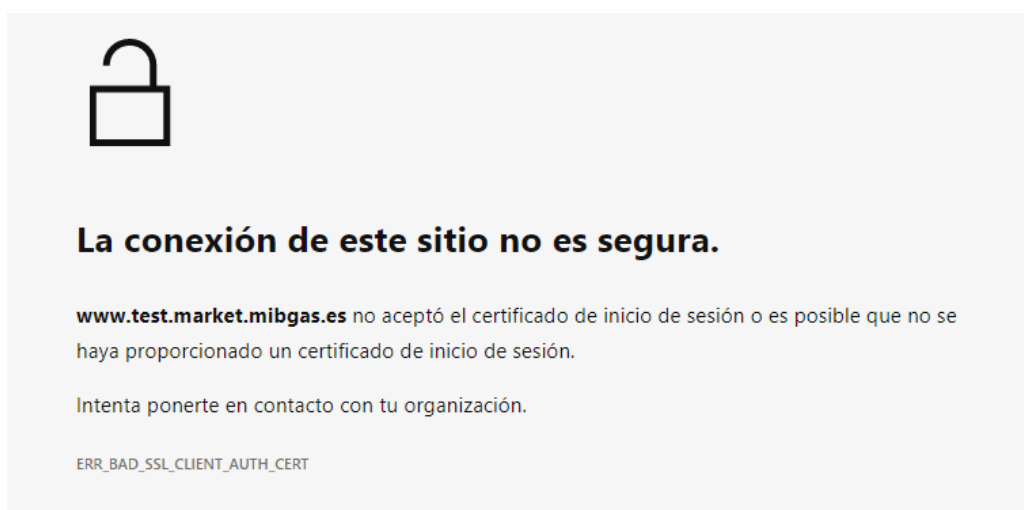 La conexión de este sitio no es segura.
www.test.market.mibgas.es no aceptó el certificado de inicio de sesión o es posible que no se
haya proporcionado un certificado de inicio de sesión.
Intenta ponerte en contacto con tu organización.
ERR_BAD_SSL_CLIENT_AUTH_CERT